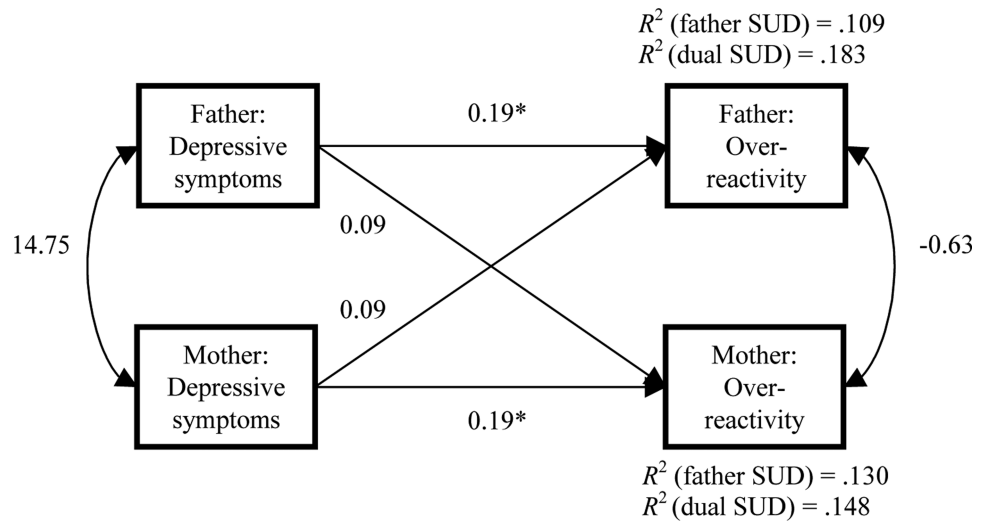 R² (father SUD) = .109
R² (dual SUD) = .183
Father:
Depressive
symptoms
0.19*
Father:
Over-
reactivity
14.75
0.09
-0.63
0.09
Mother:
Depressive
symptoms
0.19*
Mother:
Over-
reactivity
R² (father SUD) = .130
R² (dual SUD) = .148